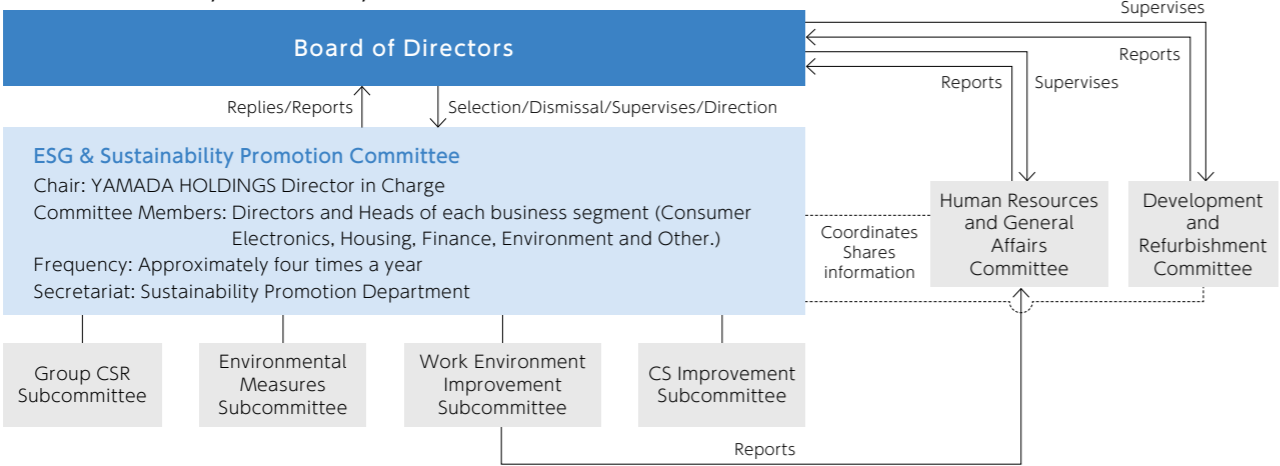 Supervises
Board of Directors
Reports
Reports
Supervises
Replies/Reports
Selection/Dismissal/Supervises/Direction
ESG & Sustainability Promotion Committee
Chair: YAMADA HOLDINGS Director in Charge
Committee Members: Directors and Heads of each business segment (Consumer
Electronics, Housing, Finance, Environment and Other.)
Frequency: Approximately four times a year
Secretariat: Sustainability Promotion Department
Coordinates
Shares
information
Human Resources
and General
Affairs
Committee
Development
and
Refurbishment
Committee
Group CSR
Subcommittee
Environmental
Measures
Subcommittee
Work Environment
Improvement
Subcommittee
CS Improvement
Subcommittee
Reports